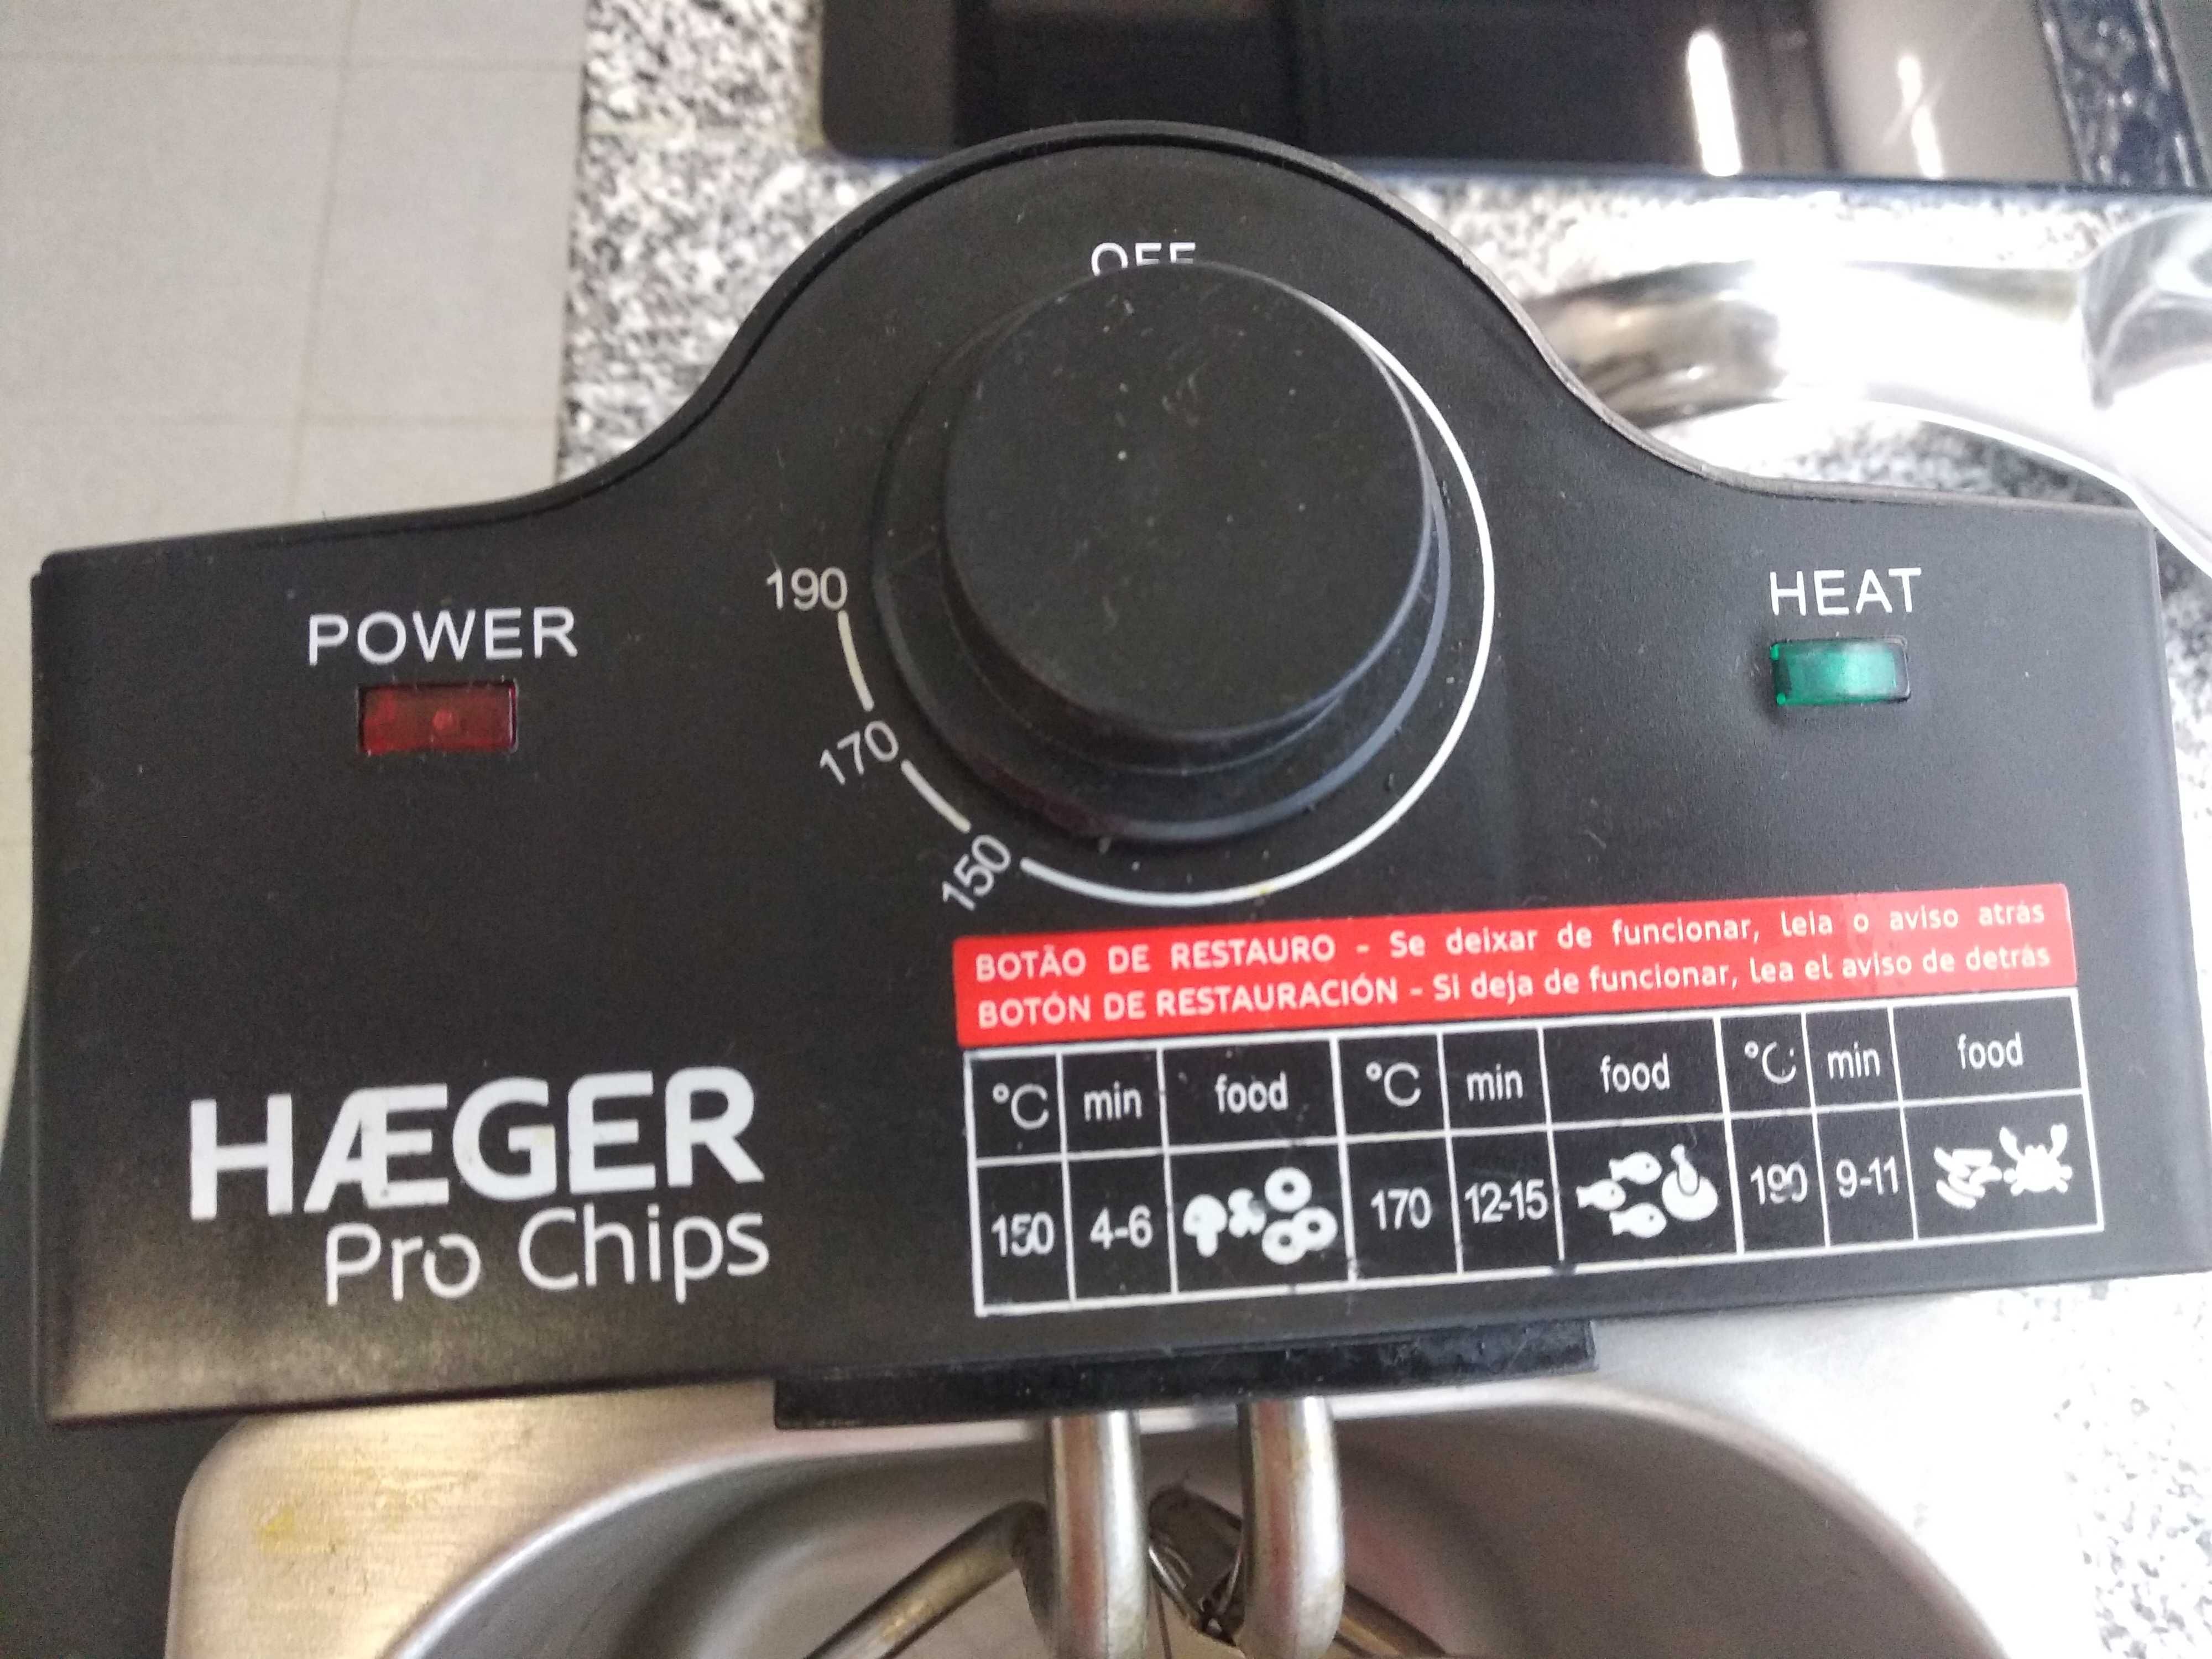 OFF
190
170
150
POWER
HEAT
BOTÃO DE RESTAURO - Se deixar de funcionar, leia o aviso atrás
BOTÓN DE RESTAURACIÓN - Si deja de funcionar, lea el aviso de detrás
HÆGER
Pro Chips
°C min food °C min food °C min food
150 4-6 170 12-15 190 9-11